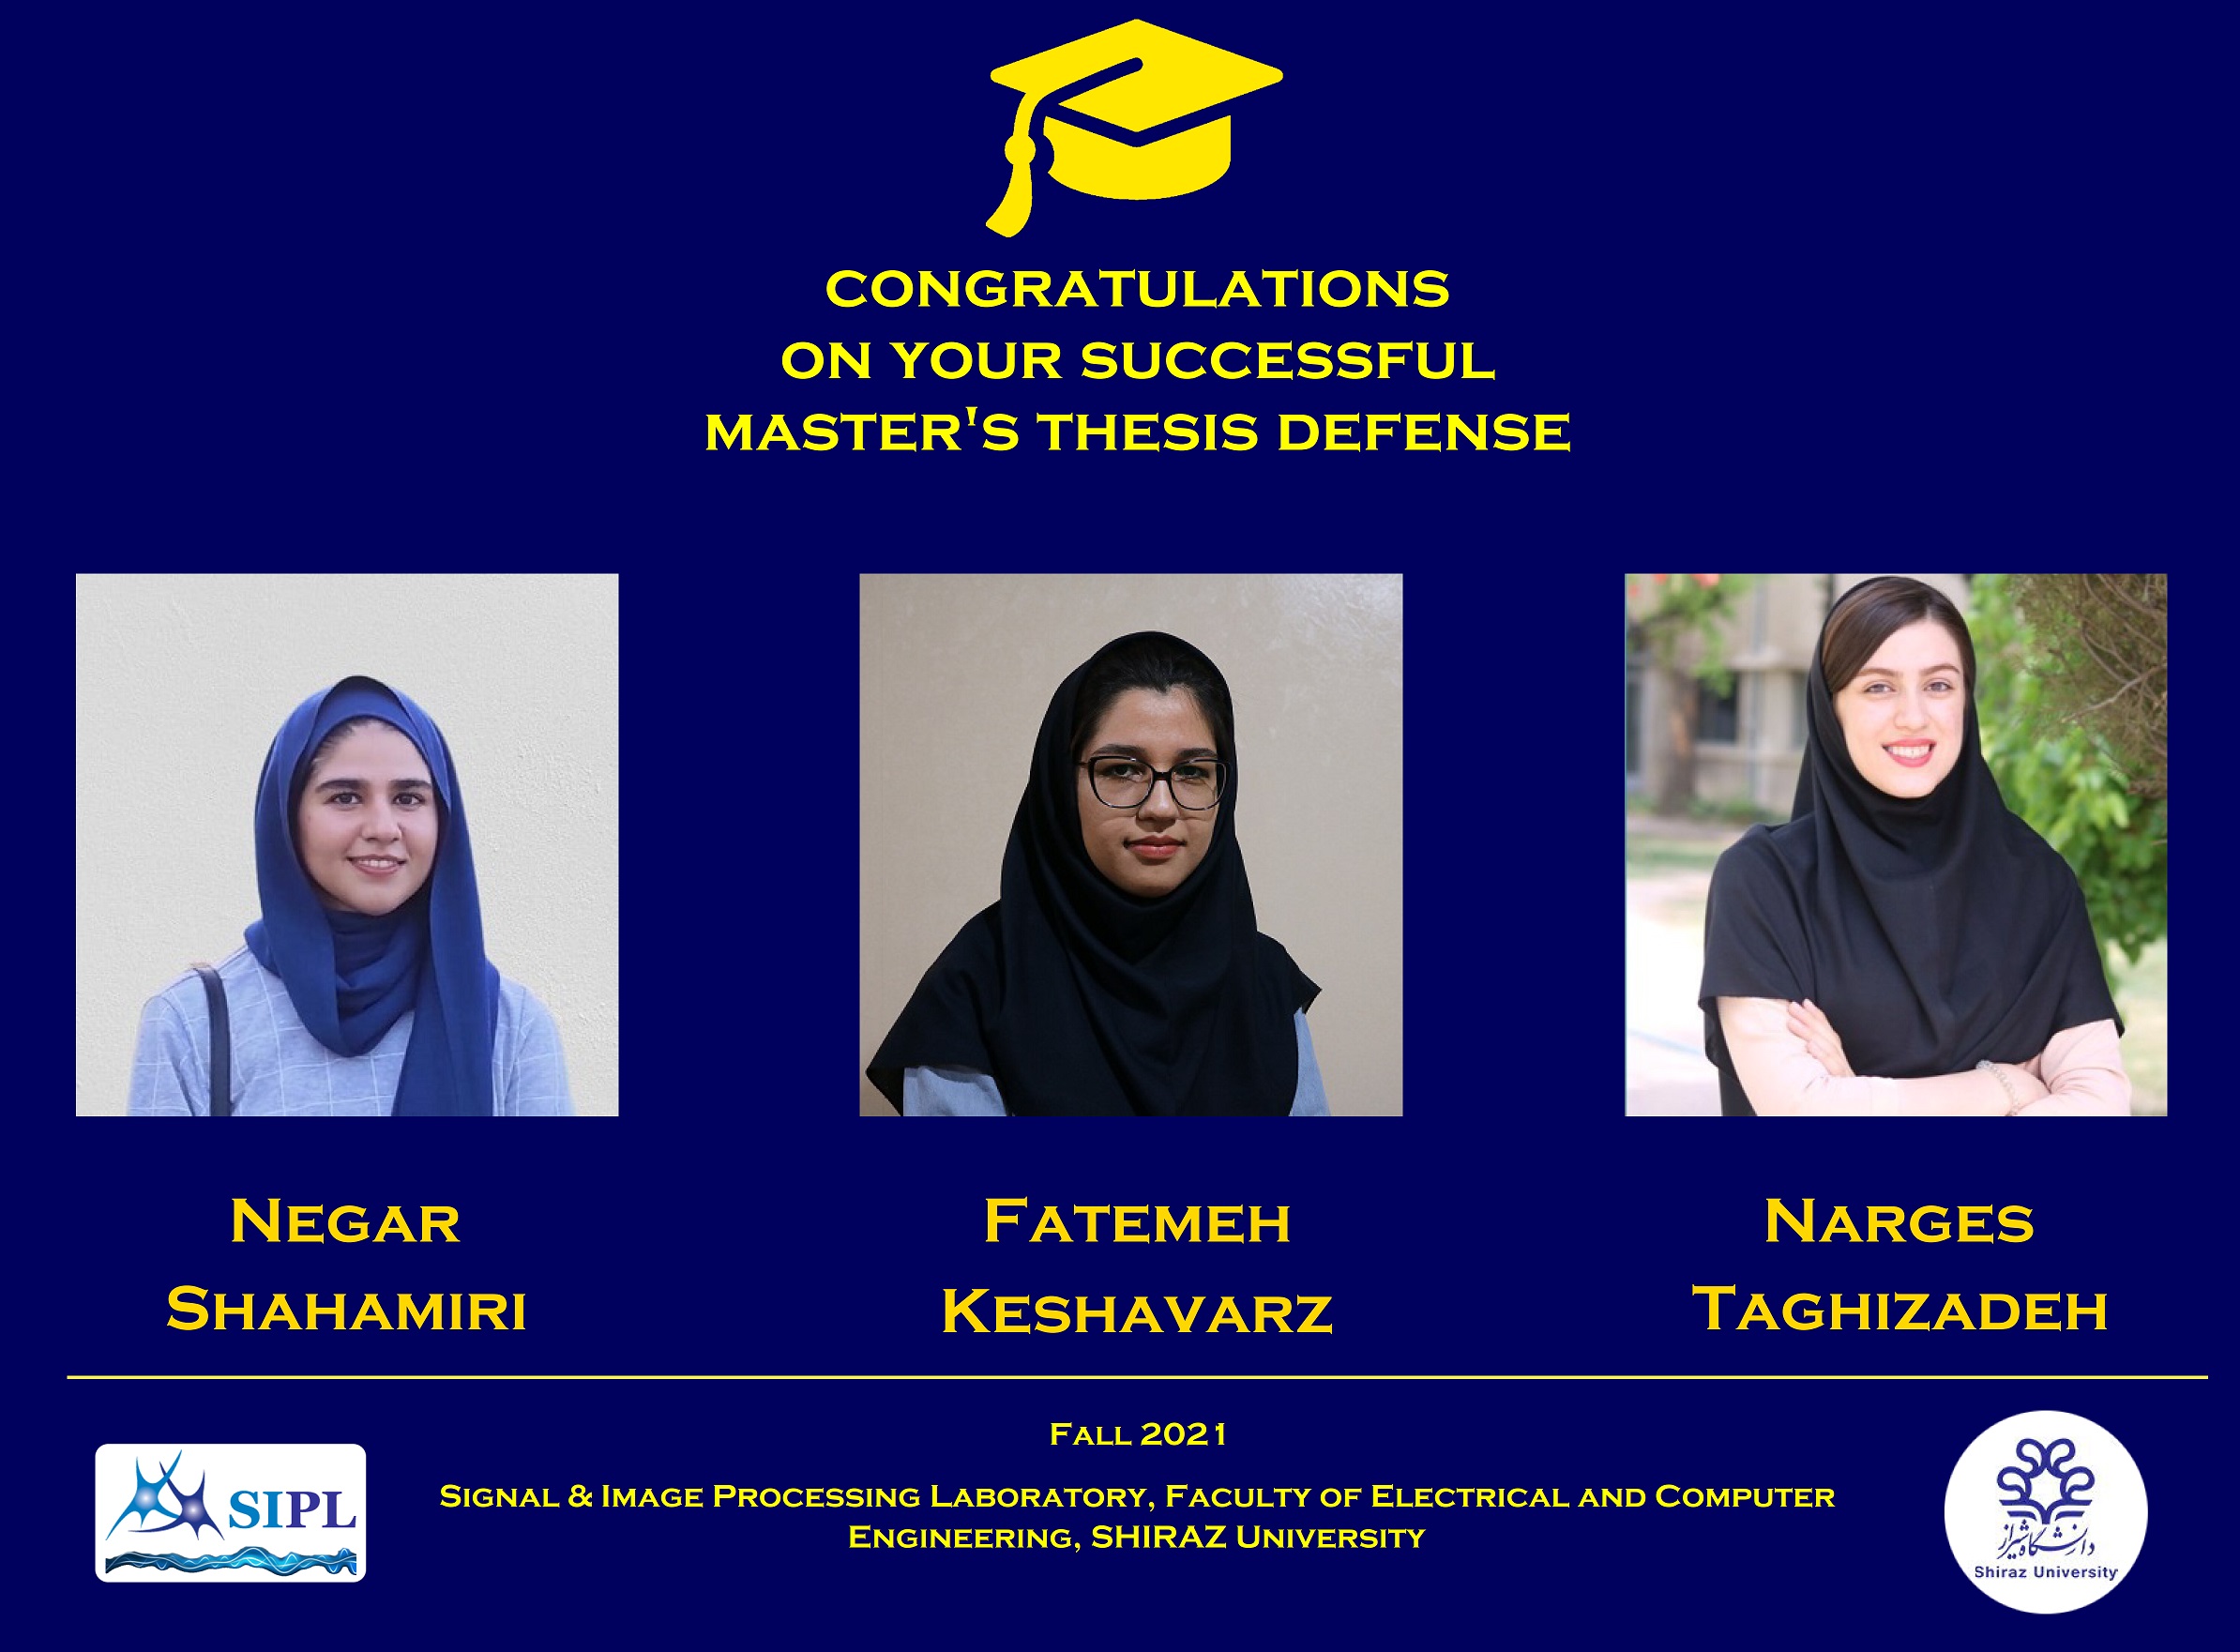 CONGRATULATIONS
ON YOUR SUCCESSFUL
MASTER'S THESIS DEFENSE
NEGAR
SHAHAMIRI
FATEMEH
KESHAVARZ
NARGES
TAGHIZADEH
FALL 2021
SIGNAL & IMAGE PROCESSING LABORATORY, FACULTY OF ELECTRICAL AND COMPUTER
ENGINEERING, SHIRAZ UNIVERSITY
SIPL
دانشگاه شیراز
Shiraz University